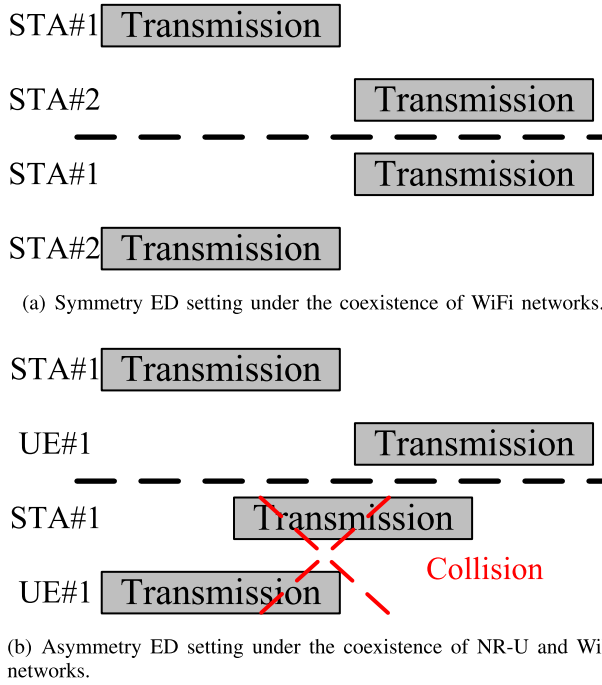 STA#1 Transmission
STA#2 Transmission
STA#1 Transmission
STA#2 Transmission
(a) Symmetry ED setting under the coexistence of WiFi networks.
STA#1 Transmission
UE#1 Transmission
STA#1 Transmission
Collision
UE#1 Transmission
(b) Asymmetry ED setting under the coexistence of NR-U and Wi
networks.